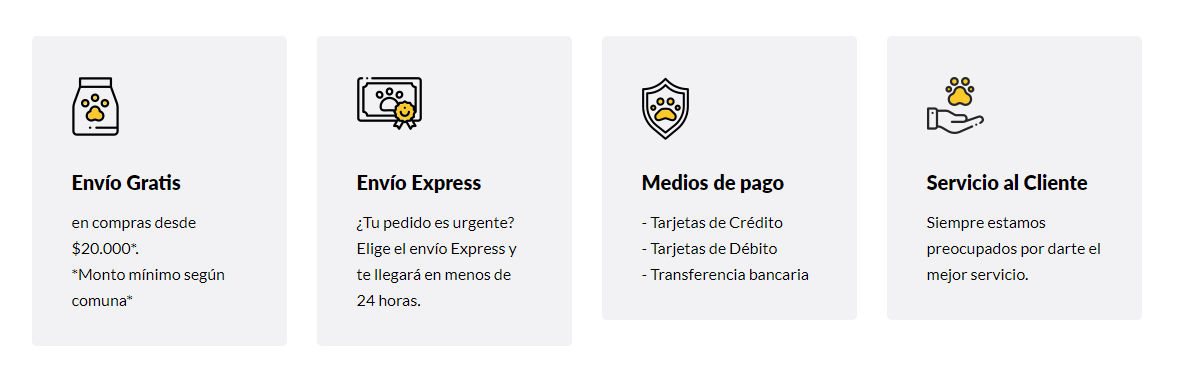 Envío Gratis
en compras desde
$20.000*.
*Monto mínimo según
comuna*
Envío Express
¿Tu pedido es urgente?
Elige el envío Express y
te llegará en menos de
24 horas.
Medios de pago
- Tarjetas de Crédito
- Tarjetas de Débito
- Transferencia bancaria
Servicio al Cliente
Siempre estamos
preocupados por darte el
mejor servicio.